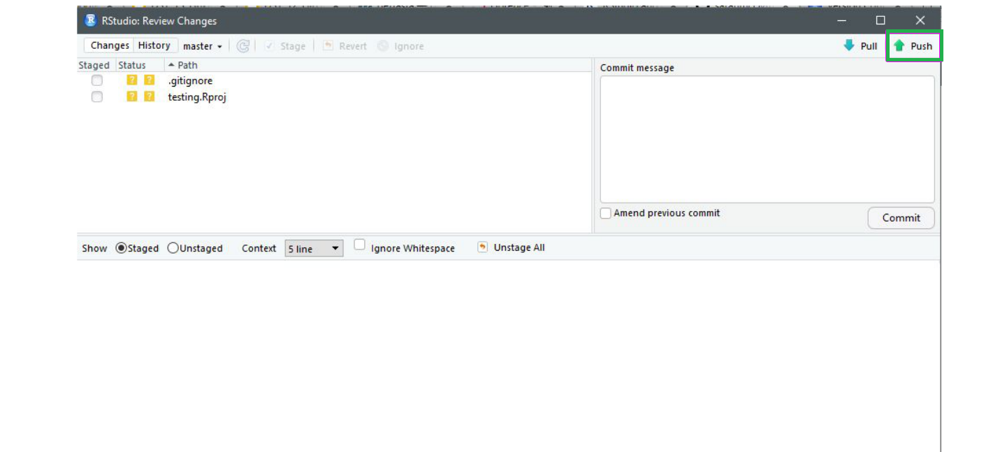 RStudio: Review Changes
Changes History master Stage Revert Ignore Pull Push
Staged Status Path
? ? .gitignore
? ? testing.Rproj
Commit message
Amend previous commit
Commit
Show Staged Unstaged Context 5 line Ignore Whitespace Unstage All